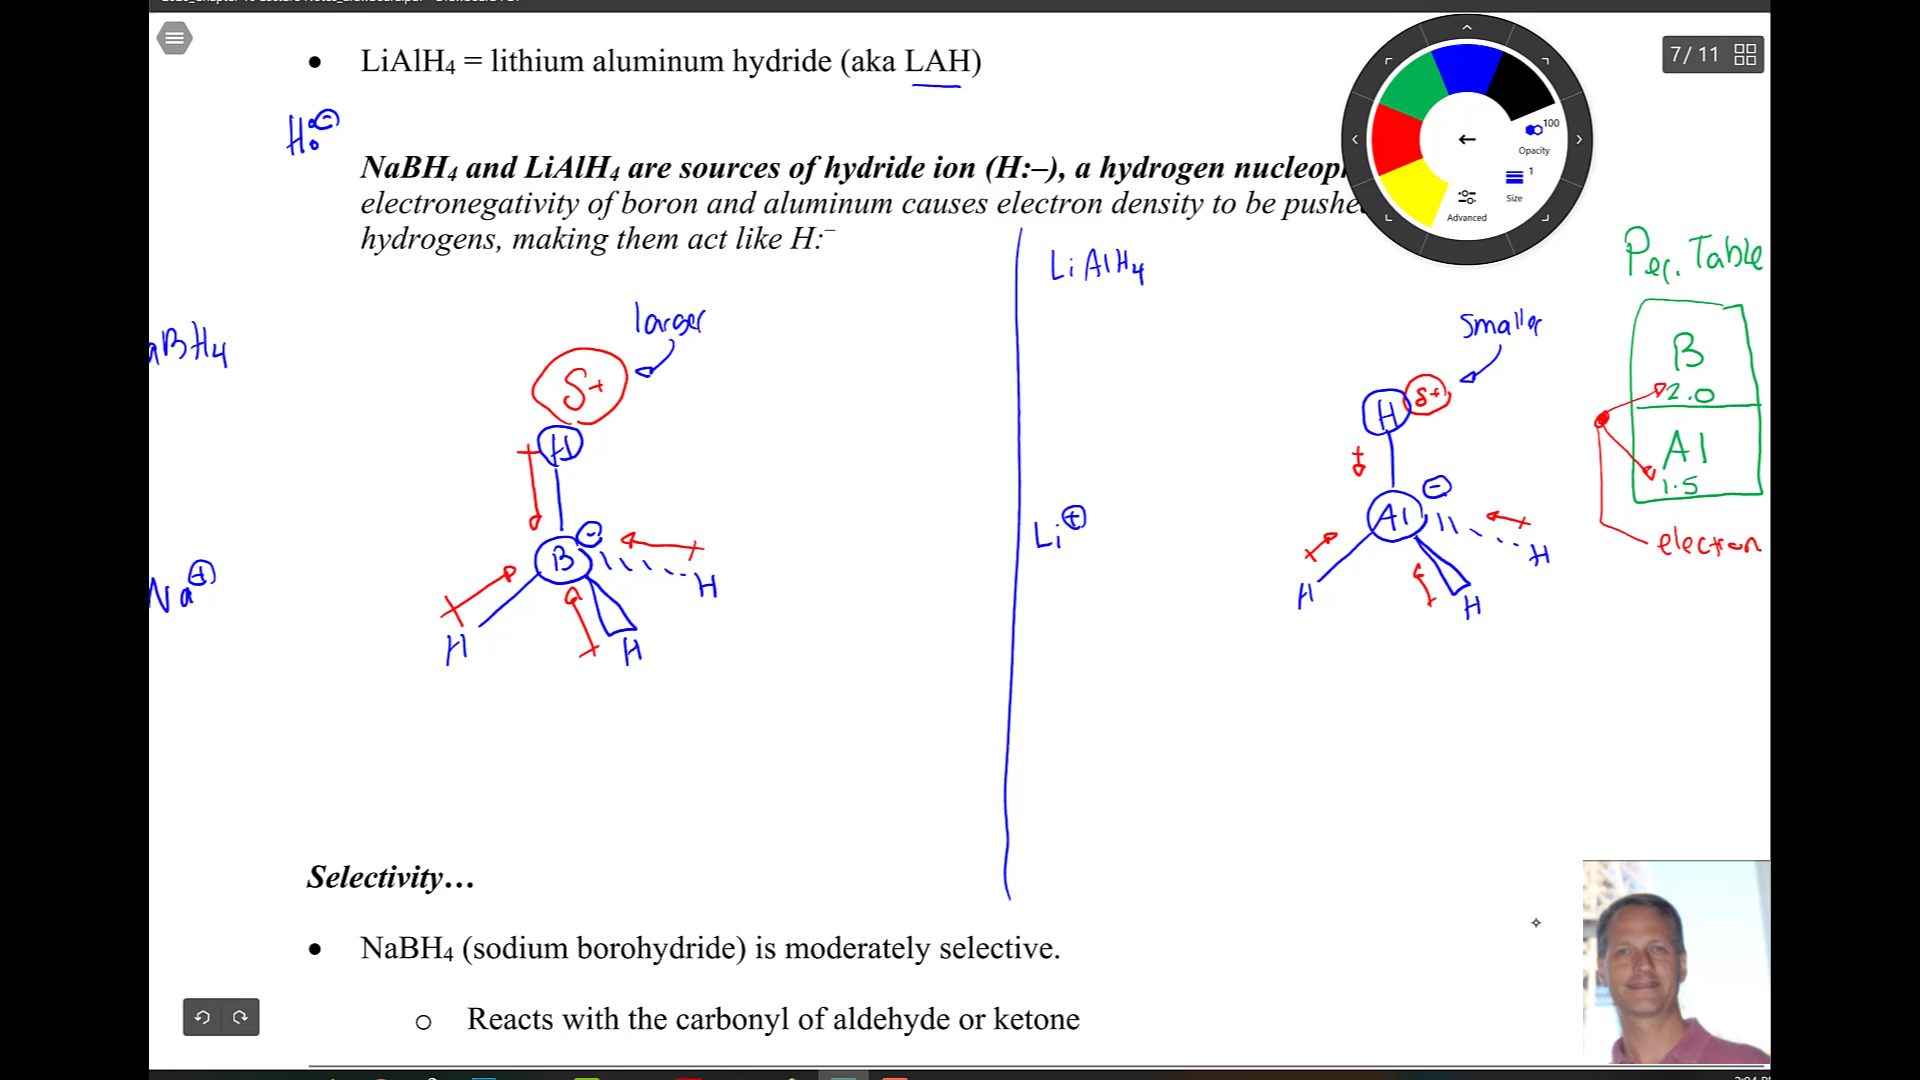 LiAlH4 = lithium aluminum hydride (aka LAH)
7 / 11
H:⊖
100
Opacity
1
Size
Advanced
NaBH4 and LiAlH4 are sources of hydride ion (H:–), a hydrogen
electronegativity of boron and aluminum causes electron density to be
hydrogens, making them act like H:–
LiAlH4
Per. Table
larger
smaller
aBH4
δ+
H
B
2.0
H
δ+
Al
1.5
electron
Li⊕
Al ⊖
H
H
H
B ⊖
H
H
H
Na⊕
Selectivity…
NaBH4 (sodium borohydride) is moderately selective.
o Reacts with the carbonyl of aldehyde or ketone